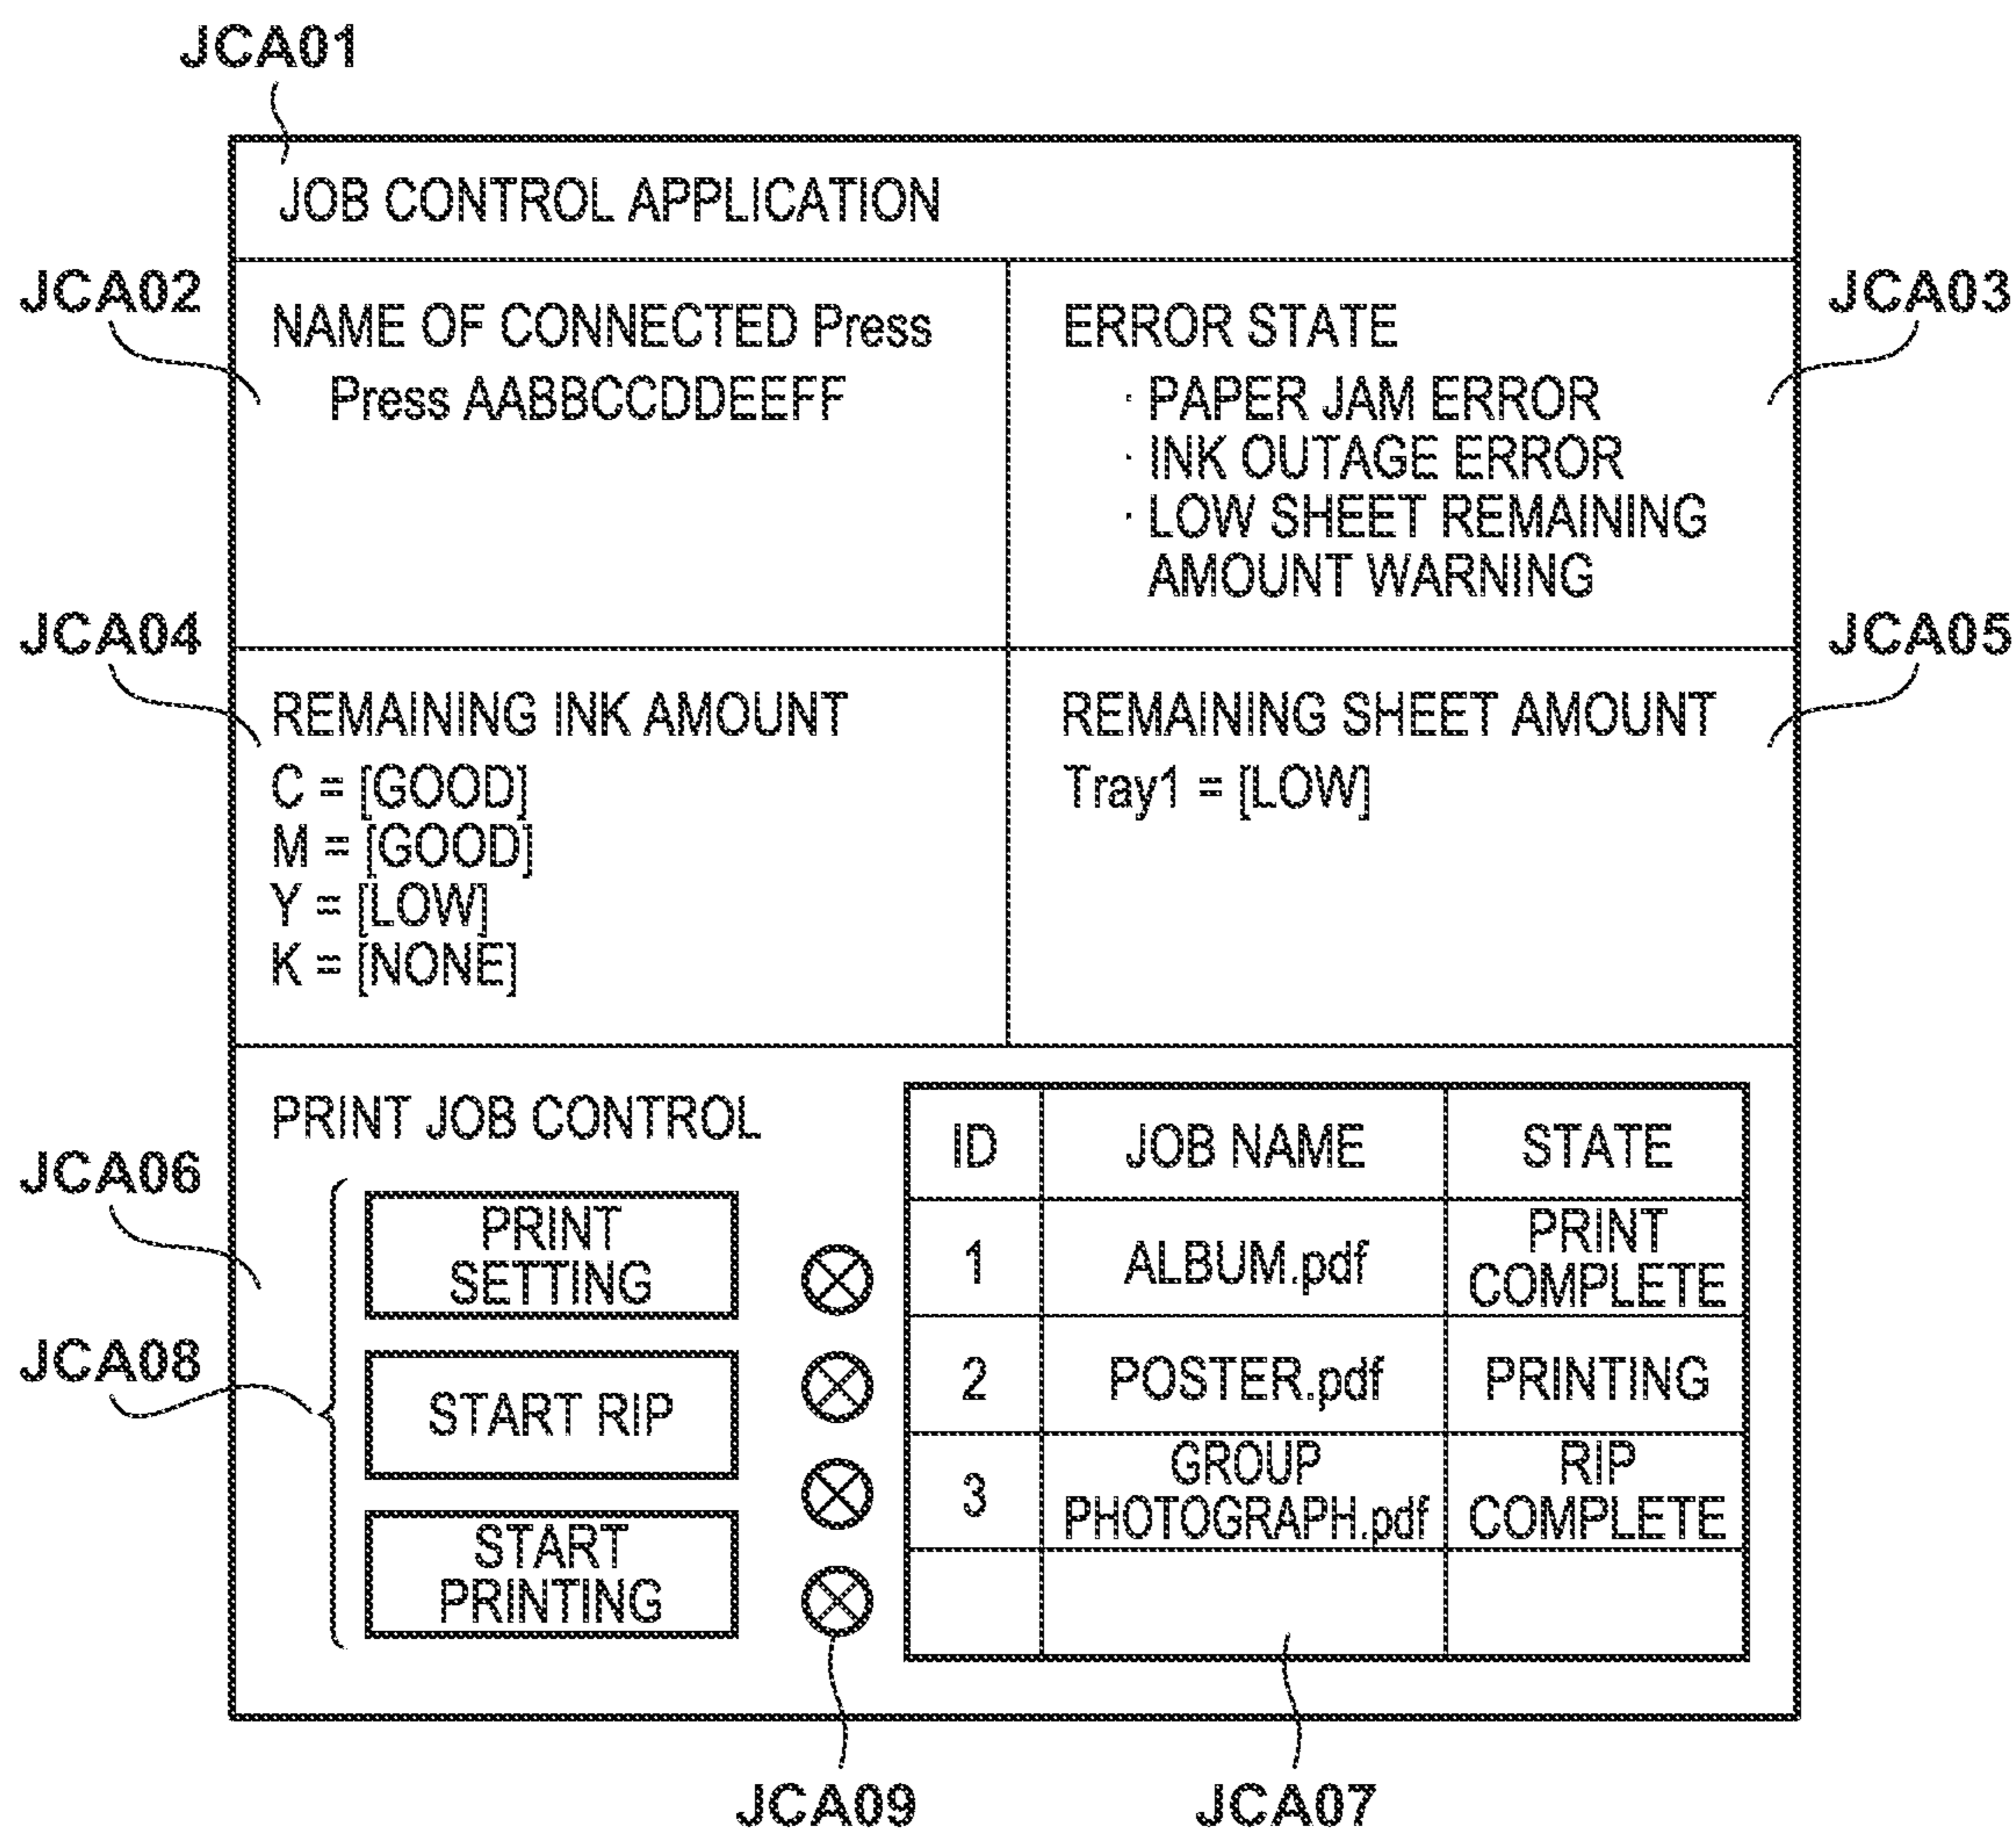 JCA01
JOB CONTROL APPLICATION
JCA02
NAME OF CONNECTED Press
Press AABBCCDDEEFF
JCA03
ERROR STATE
· PAPER JAM ERROR
· INK OUTAGE ERROR
· LOW SHEET REMAINING
AMOUNT WARNING
JCA04
REMAINING INK AMOUNT
C = [GOOD]
M = [GOOD]
Y = [LOW]
K = [NONE]
JCA05
REMAINING SHEET AMOUNT
Tray1 = [LOW]
PRINT JOB CONTROL
JCA06
JCA08
PRINT
SETTING
START RIP
START
PRINTING
ID JOB NAME STATE
1 ALBUM.pdf PRINT
COMPLETE
2 POSTER.pdf PRINTING
3 GROUP
PHOTOGRAPH.pdf RIP
COMPLETE
JCA09
JCA07